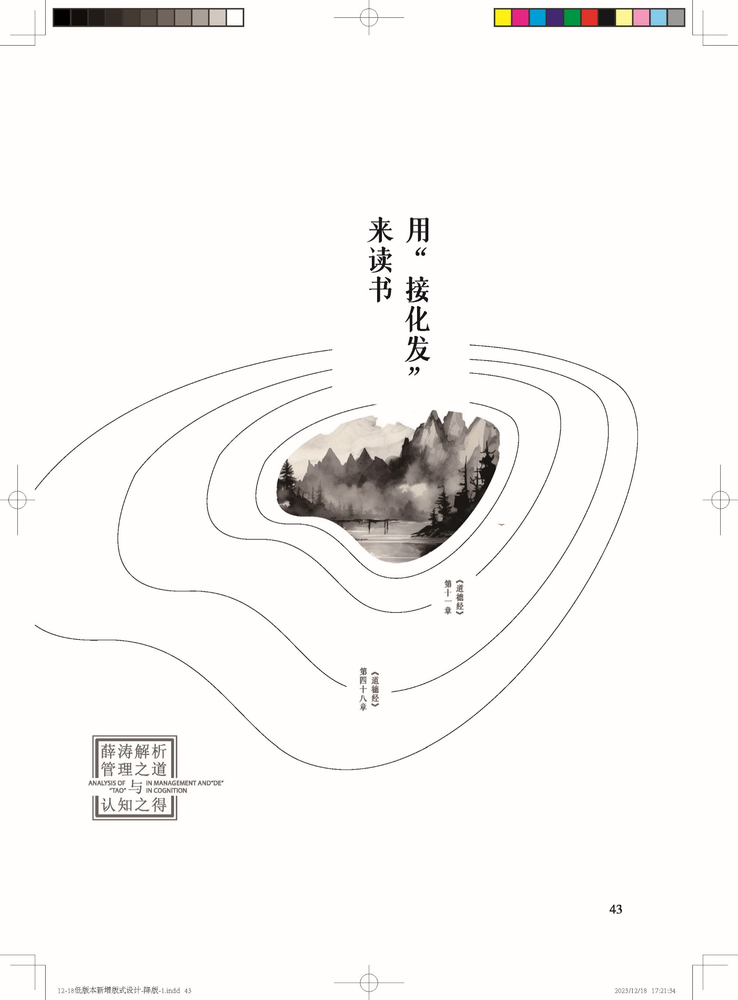 用“接化发”
来读书
《道德经》
第十一章
《道德经》
第四十八章
薛涛解析
管理之道
ANALYSIS OF "TAO"
与
IN MANAGEMENT AND"DE"
IN COGNITION
认知之得
43
12-18低版本新增版式设计-降版-1.indd 43
2023/12/18 17:21:34